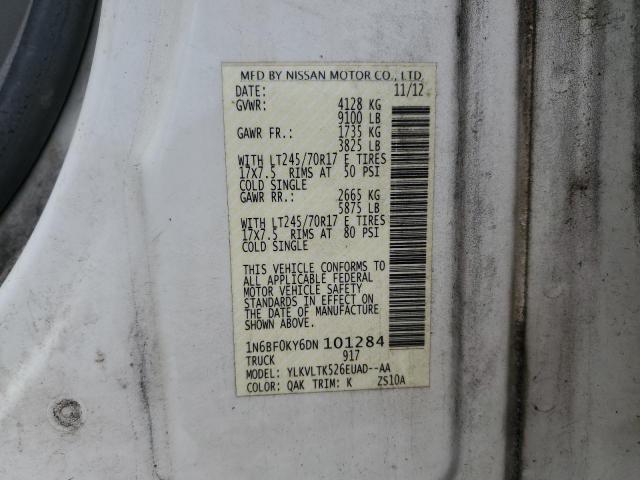 MFD BY NISSAN MOTOR CO., LTD.
DATE: 11/12
GVWR: 4128 KG
9100 LB
GAWR FR.: 1735 KG
3825 LB
WITH LT245/70R17 E TIRES
17X7.5 RIMS AT 50 PSI
COLD SINGLE
GAWR RR.: 2665 KG
5875 LB
WITH LT245/70R17 E TIRES
17X7.5 RIMS AT 80 PSI
COLD SINGLE
THIS VEHICLE CONFORMS TO
ALL APPLICABLE FEDERAL
MOTOR VEHICLE SAFETY
STANDARDS IN EFFECT ON
THE DATE OF MANUFACTURE
SHOWN ABOVE.
1N6BF0KY6DN101284
TRUCK 917
MODEL: YLKVLTK526EUAD--AA
COLOR: QAK TRIM: K ZS10A